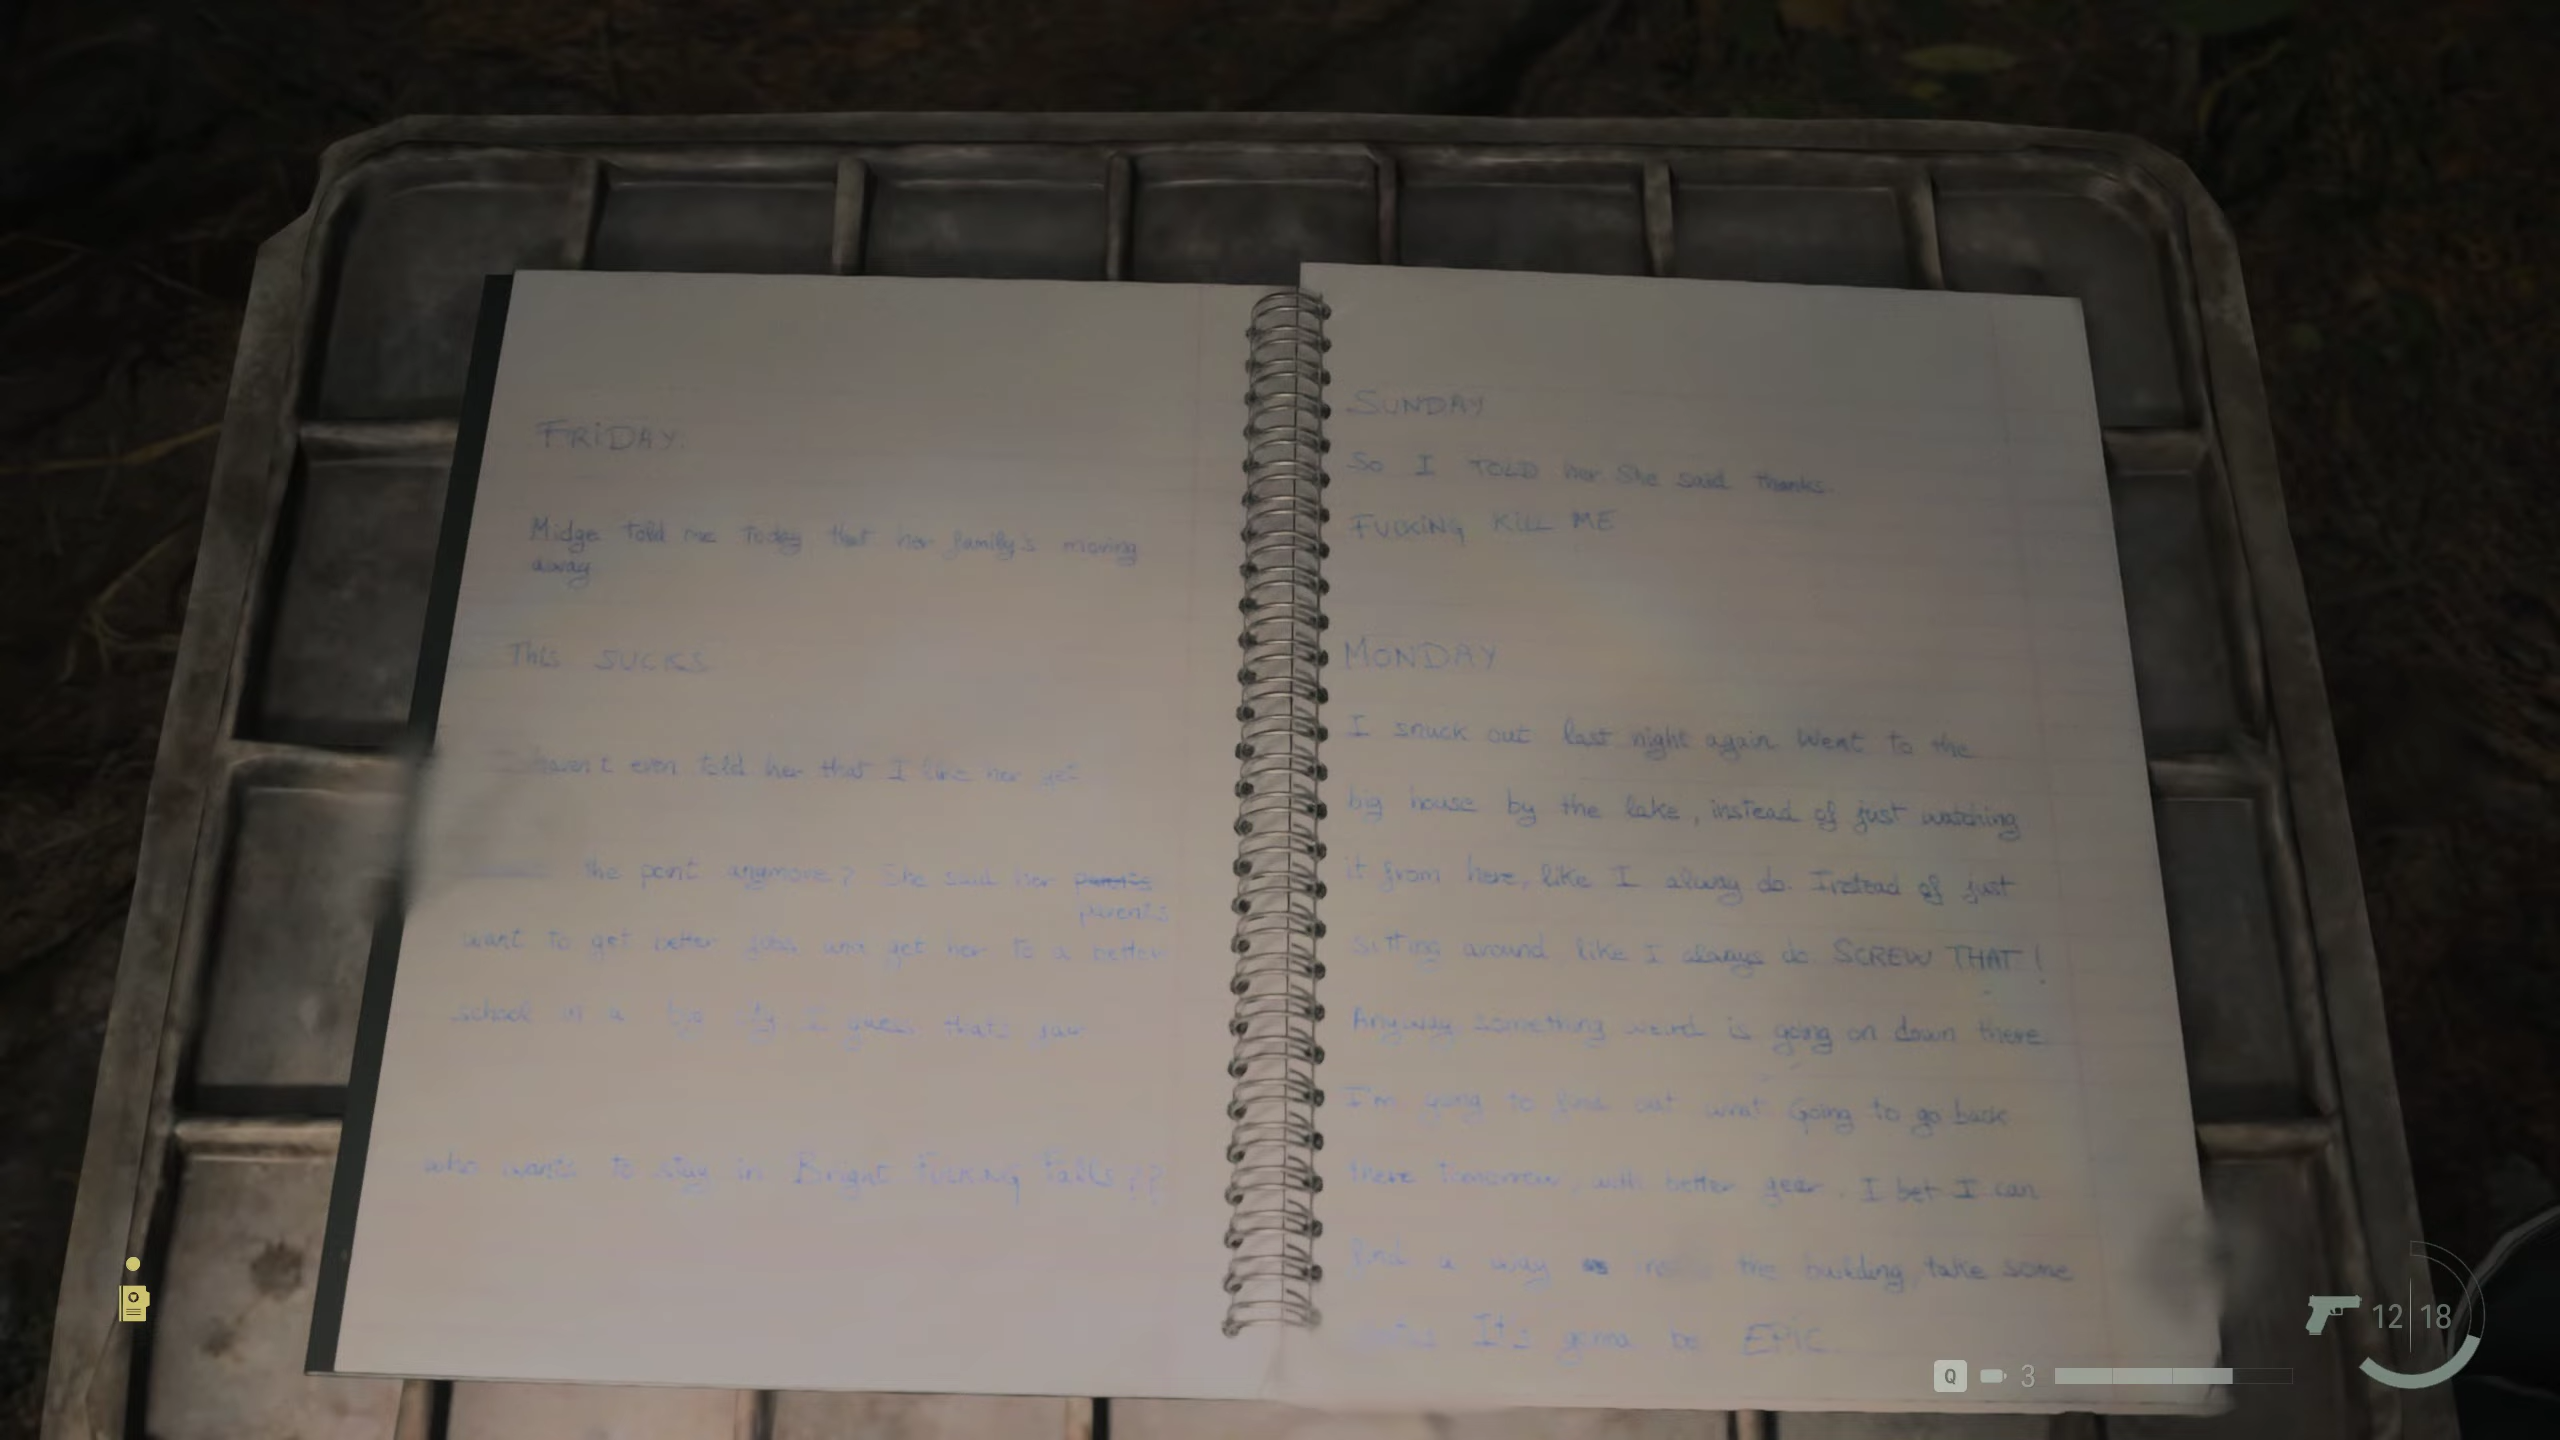 FRIDAY:
Midge told me today that her family's moving
away
This SUCKS
haven't even told her that I like her yet
the point anymore? She said her parents
parents
want to get better jobs and get her to a better
school in a big city I guess that's fair
who wants to stay in Bright Fucking Falls??
SUNDAY
So I TOLD her She said thanks.
FUCKING KILL ME
MONDAY
I snuck out last night again Went to the
big house by the lake, instead of just watching
it from here, like I alway do. Instead of just
sitting around like I always do SCREW THAT!
Anyway something weird is going on down there
I'm going to find out what Going to go back
there tomorrow, with better gear. I bet I can
find a way the building, take some
It's gonna be EPIC
12 18
Q 3